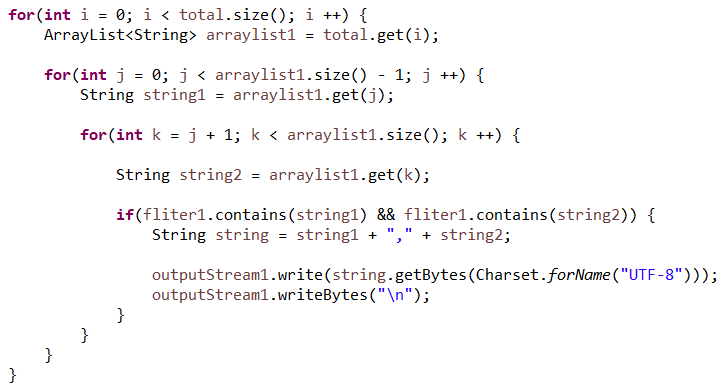 for(int i = 0; i < total.size(); i ++) {
ArrayList<String> arraylist1 = total.get(i);
for(int j = 0; j < arraylist1.size() - 1; j ++) {
String string1 = arraylist1.get(j);
for(int k = j + 1; k < arraylist1.size(); k ++) {
String string2 = arraylist1.get(k);
if(fliter1.contains(string1) && fliter1.contains(string2)) {
String string = string1 + "," + string2;
outputStream1.write(string.getBytes(Charset.forName("UTF-8")));
outputStream1.writeBytes("\n");
}
}
}
}